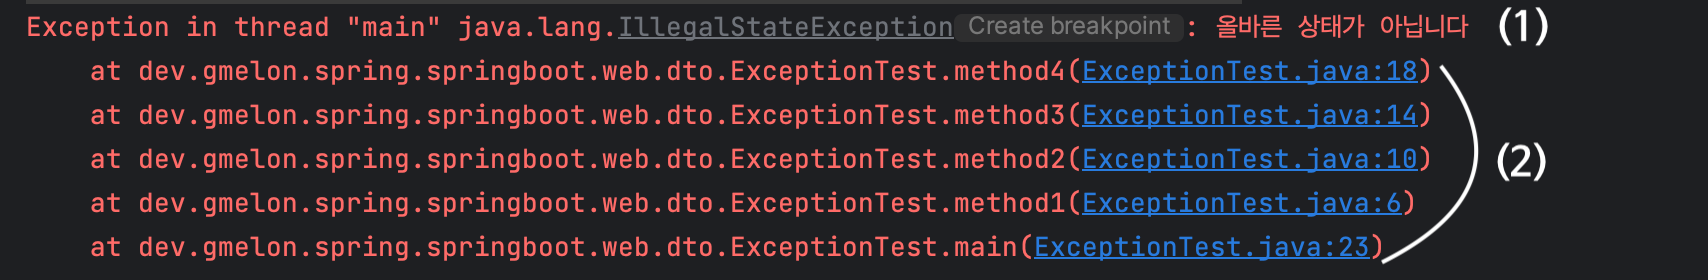 Exception in thread "main" java.lang.IllegalStateException Create breakpoint : 올바른 상태가 아닙니다 (1)
at dev.gmelon.spring.springboot.web.dto.ExceptionTest.method4(ExceptionTest.java:18)
at dev.gmelon.spring.springboot.web.dto.ExceptionTest.method3(ExceptionTest.java:14)
at dev.gmelon.spring.springboot.web.dto.ExceptionTest.method2(ExceptionTest.java:10) (2)
at dev.gmelon.spring.springboot.web.dto.ExceptionTest.method1(ExceptionTest.java:6)
at dev.gmelon.spring.springboot.web.dto.ExceptionTest.main(ExceptionTest.java:23)